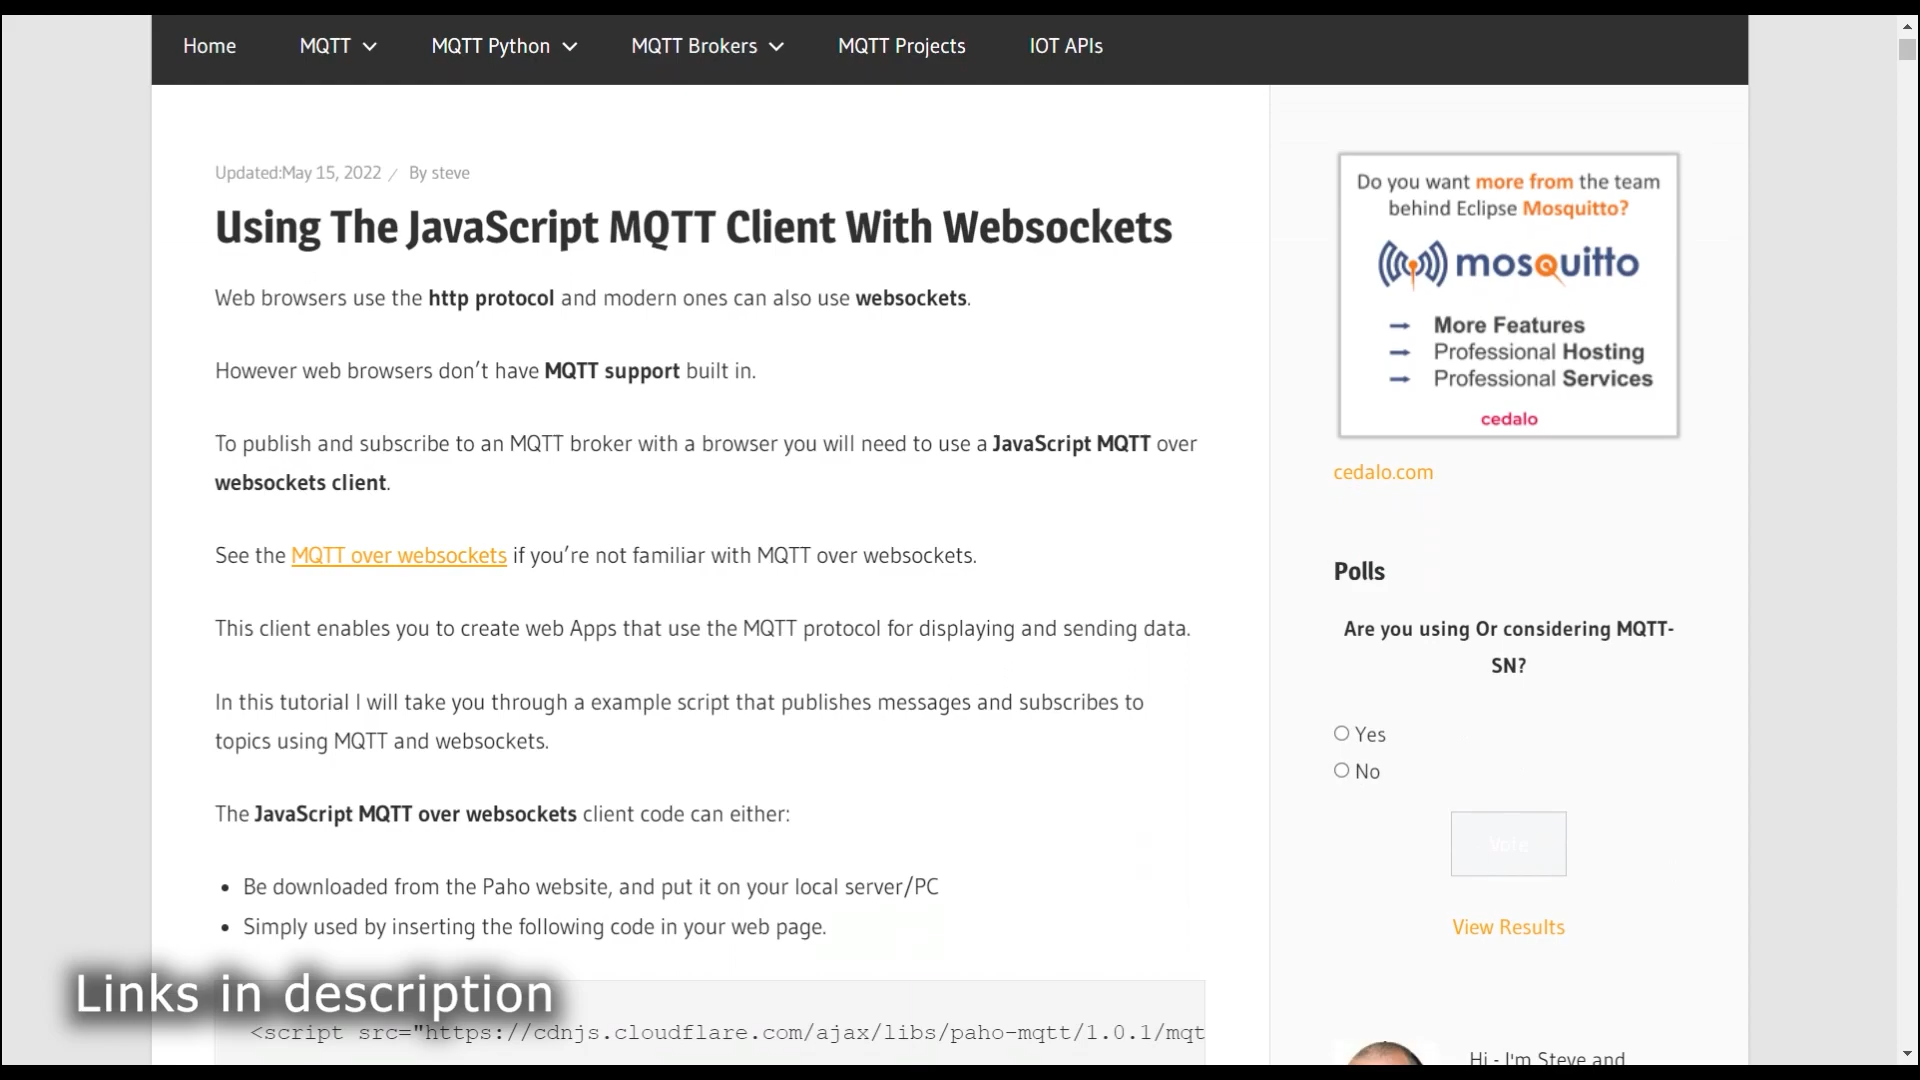 Home MQTT MQTT Python MQTT Brokers MQTT Projects IOT APIs
Updated:May 15, 2022 / By steve
Using The JavaScript MQTT Client With Websockets
Web browsers use the http protocol and modern ones can also use websockets.
However web browsers don’t have MQTT support built in.
To publish and subscribe to an MQTT broker with a browser you will need to use a JavaScript MQTT over
websockets client.
See the MQTT over websockets if you’re not familiar with MQTT over websockets.
This client enables you to create web Apps that use the MQTT protocol for displaying and sending data.
In this tutorial I will take you through a example script that publishes messages and subscribes to
topics using MQTT and websockets.
The JavaScript MQTT over websockets client code can either:
• Be downloaded from the Paho website, and put it on your local server/PC
• Simply used by inserting the following code in your web page.
<script src="https://cdnjs.cloudflare.com/ajax/libs/paho-mqtt/1.0.1/mqt
Links in description
Do you want more from the team
behind Eclipse Mosquitto?
mosquitto
More Features
Professional Hosting
Professional Services
cedalo
cedalo.com
Polls
Are you using Or considering MQTT-
SN?
Yes
No
Vote
View Results
Hi - I'm Steve and